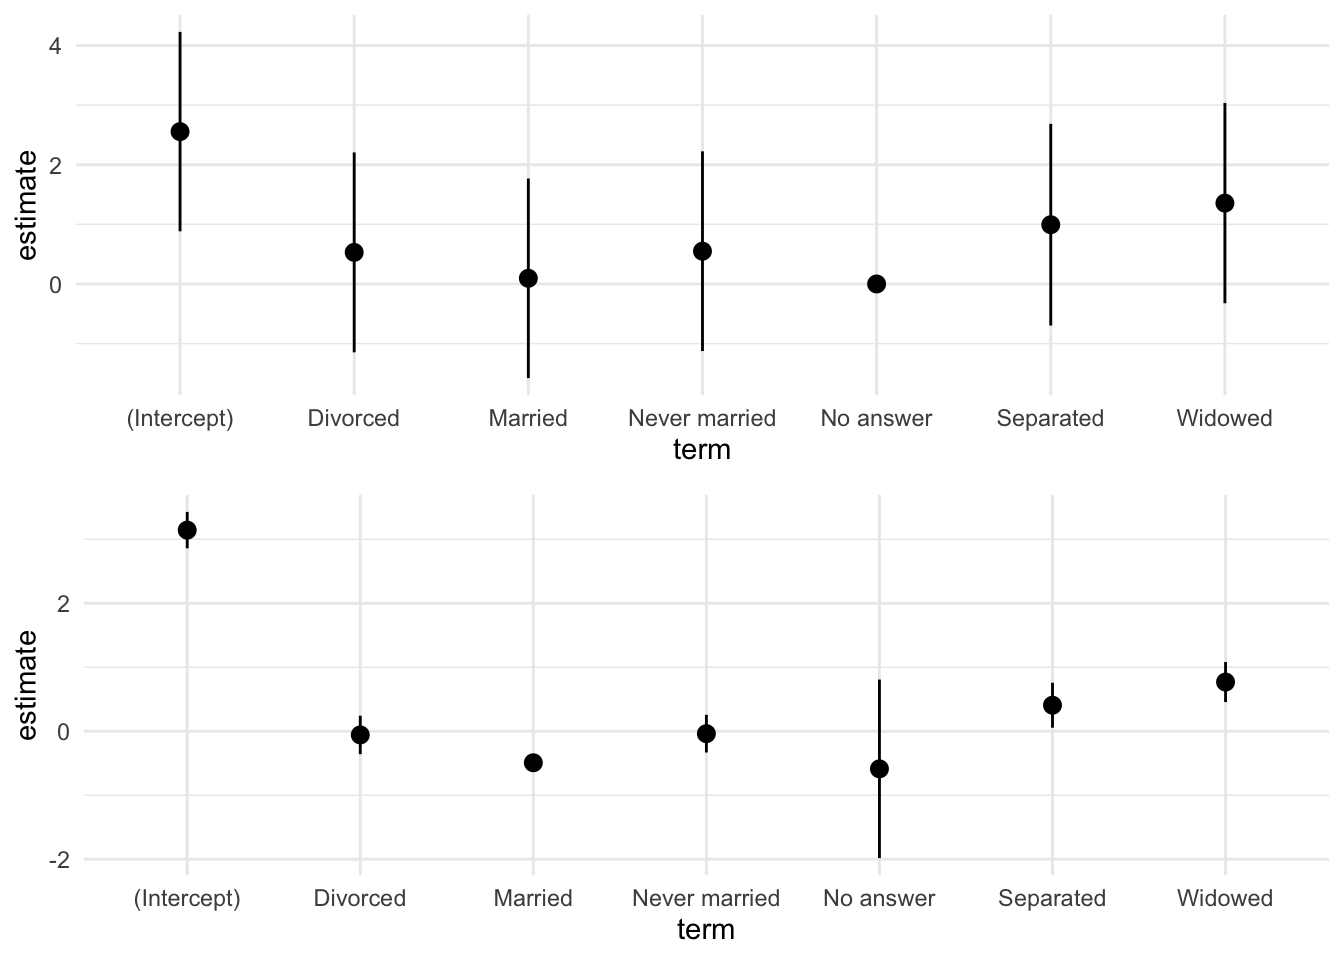 estimate
4
2
0
(Intercept) Divorced Married Never married No answer Separated Widowed
term
estimate
2
0
-2
(Intercept) Divorced Married Never married No answer Separated Widowed
term